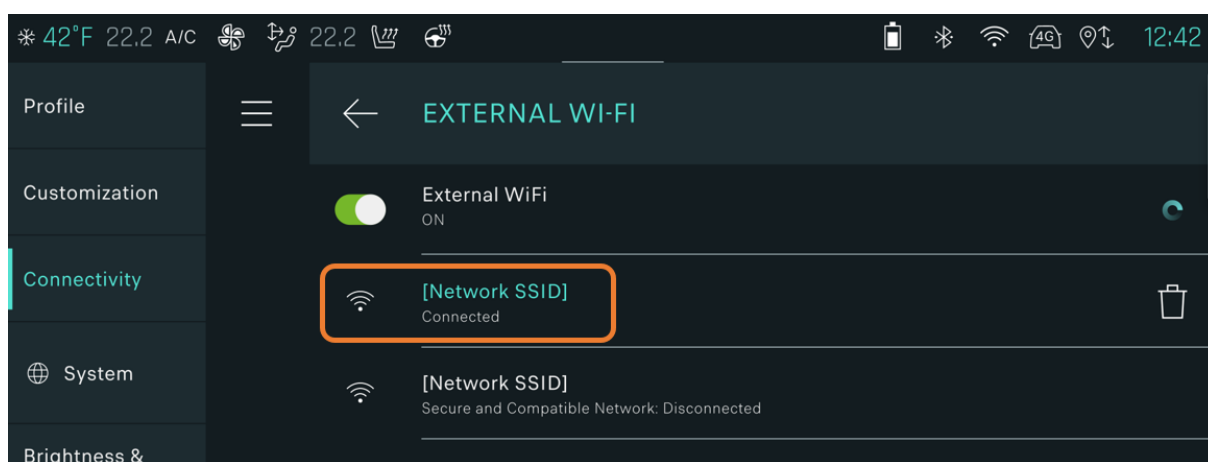 42°F 22.2 A/C 22.2 4G 12:42
Profile
Customization
Connectivity
System
Brightness &
EXTERNAL WI-FI
External WiFi
ON
[Network SSID]
Connected
[Network SSID]
Secure and Compatible Network: Disconnected